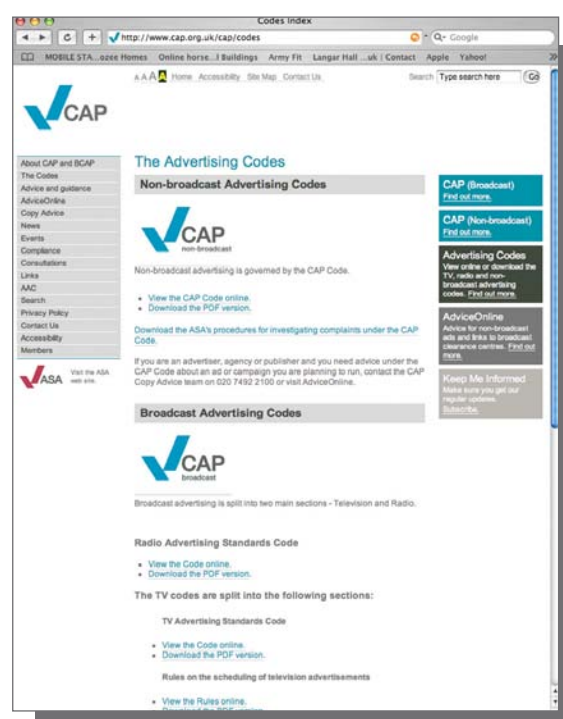 Codes Index
http://www.cap.org.uk/cap/codes
Google
MOBILE STA...ozee Homes Online horse...l Buildings Army Fit Langar Hall ...uk | Contact Apple Yahoo!
A A A A Home Accessibility Site Map Contact Us
Search Type search here Go
CAP
About CAP and BCAP
The Codes
Advice and guidance
AdviceOnline
Copy Advice
News
Events
Compliance
Consultations
Links
AAC
Search
Privacy Policy
Contact Us
Accessibility
Members
ASA
Visit the ASA
web site.
The Advertising Codes
Non-broadcast Advertising Codes
CAP
non-broadcast
Non-broadcast advertising is governed by the CAP Code.
View the CAP Code online.
Download the PDF version.
Download the ASA's procedures for investigating complaints under the CAP
Code.
If you are an advertiser, agency or publisher and you need advice under the
CAP Code about an ad or campaign you are planning to run, contact the CAP
Copy Advice team on 020 7492 2100 or visit AdviceOnline.
Broadcast Advertising Codes
CAP
broadcast
Broadcast advertising is split into two main sections - Television and Radio.
Radio Advertising Standards Code
View the Code online.
Download the PDF version.
The TV codes are split into the following sections:
TV Advertising Standards Code
View the Code online.
Download the PDF version.
Rules on the scheduling of television advertisements
View the Rules online.
Download the PDF version.
CAP (Broadcast)
Find out more.
CAP (Non-broadcast)
Find out more.
Advertising Codes
View online or download the
TV, radio and non-
broadcast advertising
codes. Find out more.
AdviceOnline
Advice for non-broadcast
ads and links to broadcast
clearance centres. Find out
more.
Keep Me Informed
Make sure you get our
regular updates.
Subscribe.